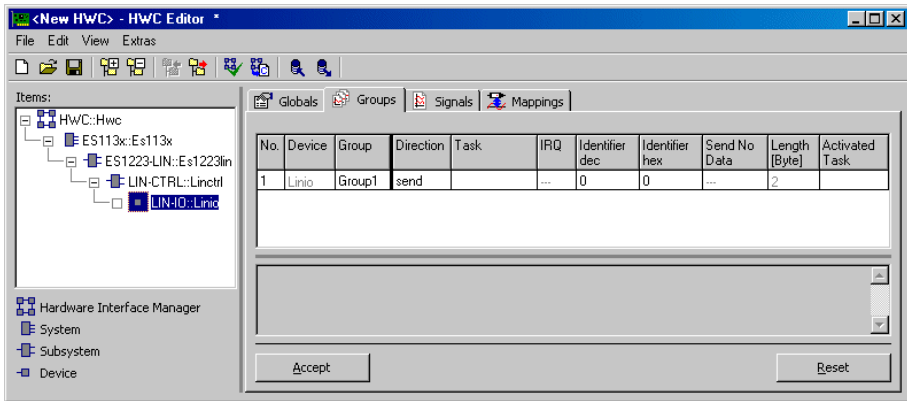 <New HWC> - HWC Editor *
File Edit View Extras
Items:
HWC::Hwc
ES113x::Es113x
ES1223-LIN::Es1223lin
LIN-CTRL::Linctrl
LIN-IO::Linio
Hardware Interface Manager
System
Subsystem
Device
Globals Groups Signals Mappings
No. Device Group Direction Task IRQ Identifier dec Identifier hex Send No Data Length [Byte] Activated Task
1 Linio Group1 send --- 0 0 --- 2
Accept Reset